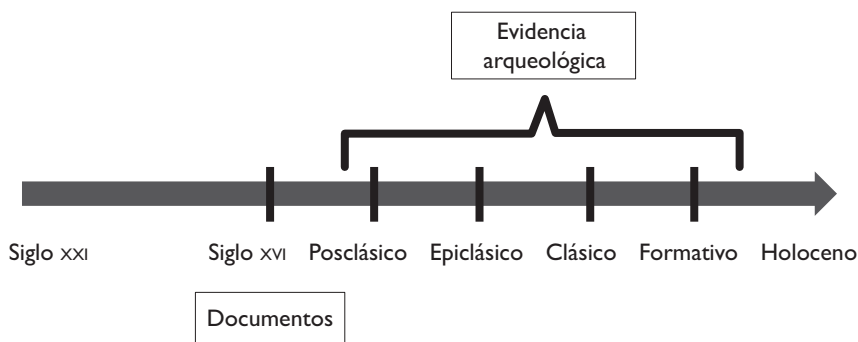 Evidencia
arqueológica
Siglo XXI Siglo XVI Posclásico Epiclásico Clásico Formativo Holoceno
Documentos